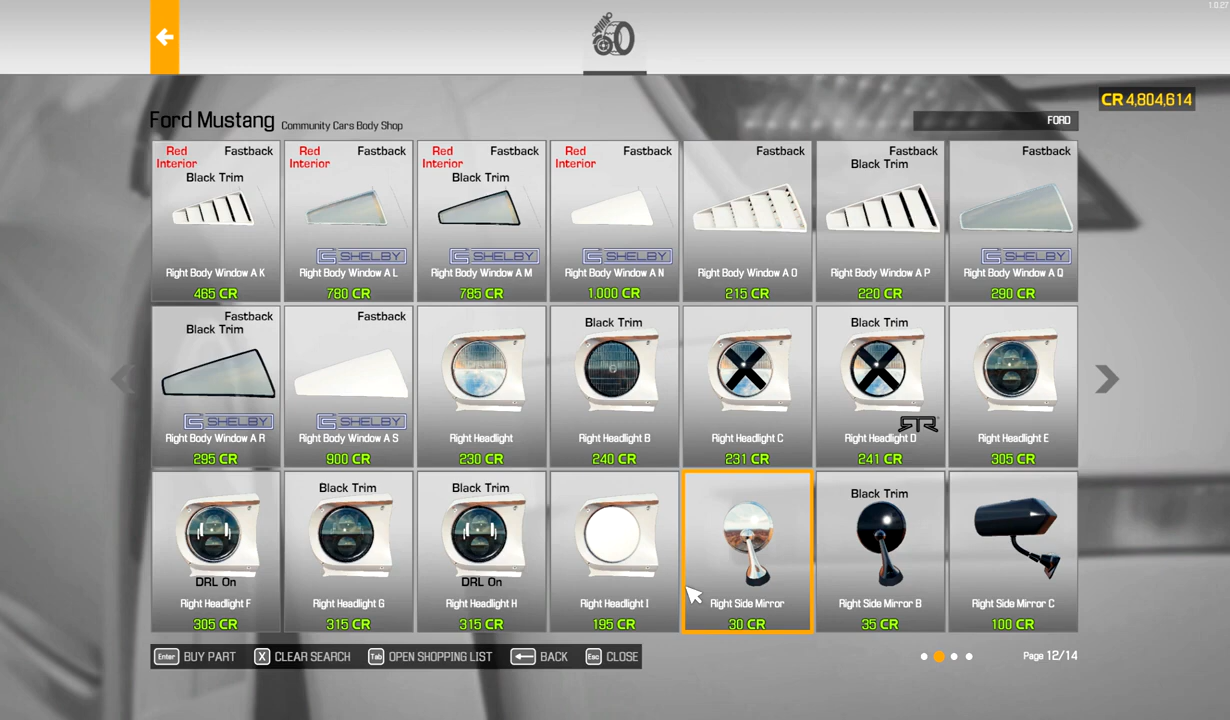 1.0.27
CR 4,804,614
Ford Mustang Community Cars Body Shop
FORD
Red Interior Fastback
Black Trim
Right Body Window A K
465 CR
Red Interior Fastback
SHELBY
Right Body Window A L
780 CR
Red Interior Fastback
Black Trim
SHELBY
Right Body Window A M
785 CR
Red Interior Fastback
SHELBY
Right Body Window A N
1,000 CR
Fastback
Right Body Window A O
215 CR
Fastback
Black Trim
Right Body Window A P
220 CR
Fastback
SHELBY
Right Body Window A Q
290 CR
Fastback
Black Trim
SHELBY
Right Body Window A R
295 CR
Fastback
SHELBY
Right Body Window A S
900 CR
Right Headlight
230 CR
Black Trim
Right Headlight B
240 CR
Right Headlight C
231 CR
Black Trim
RTR
Right Headlight D
241 CR
Right Headlight E
305 CR
DRL On
Right Headlight F
305 CR
Black Trim
Right Headlight G
315 CR
Black Trim
DRL On
Right Headlight H
315 CR
Right Headlight I
195 CR
Right Side Mirror
30 CR
Black Trim
Right Side Mirror B
35 CR
Right Side Mirror C
100 CR
Enter BUY PART X CLEAR SEARCH Tab OPEN SHOPPING LIST BACK Esc CLOSE
Page 12/14